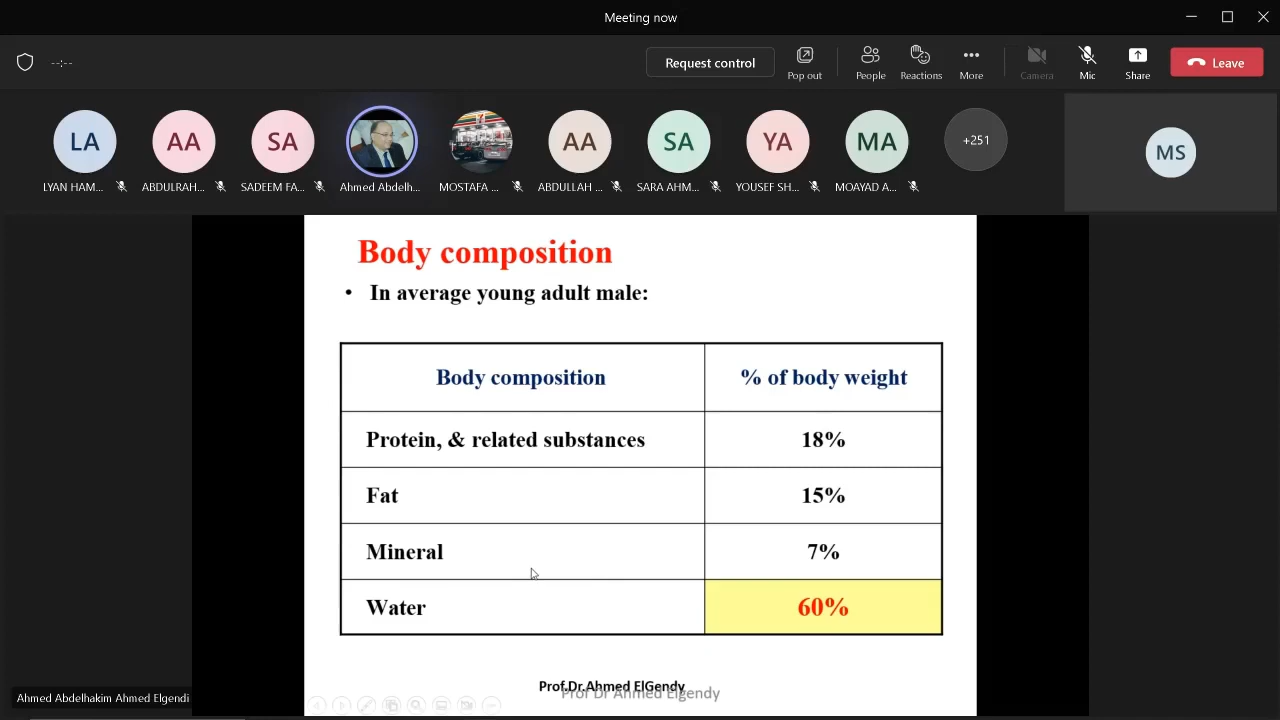 Meeting now
--:--
Request control
Pop out
People
Reactions
More
Camera
Mic
Share
Leave
LA
AA
SA
AA
SA
YA
MA
+251
MS
LYAN HAM...
ABDULRAH...
SADEEM FA...
Ahmed Abdelh...
MOSTAFA ...
ABDULLAH ...
SARA AHM...
YOUSEF SH...
MOAYAD A...
Body composition
• In average young adult male:
Body composition
% of body weight
Protein, & related substances
18%
Fat
15%
Mineral
7%
Water
60%
Prof.Dr.Ahmed ElGendy
Prof Dr Ahmed Elgendy
Ahmed Abdelhakim Ahmed Elgendi